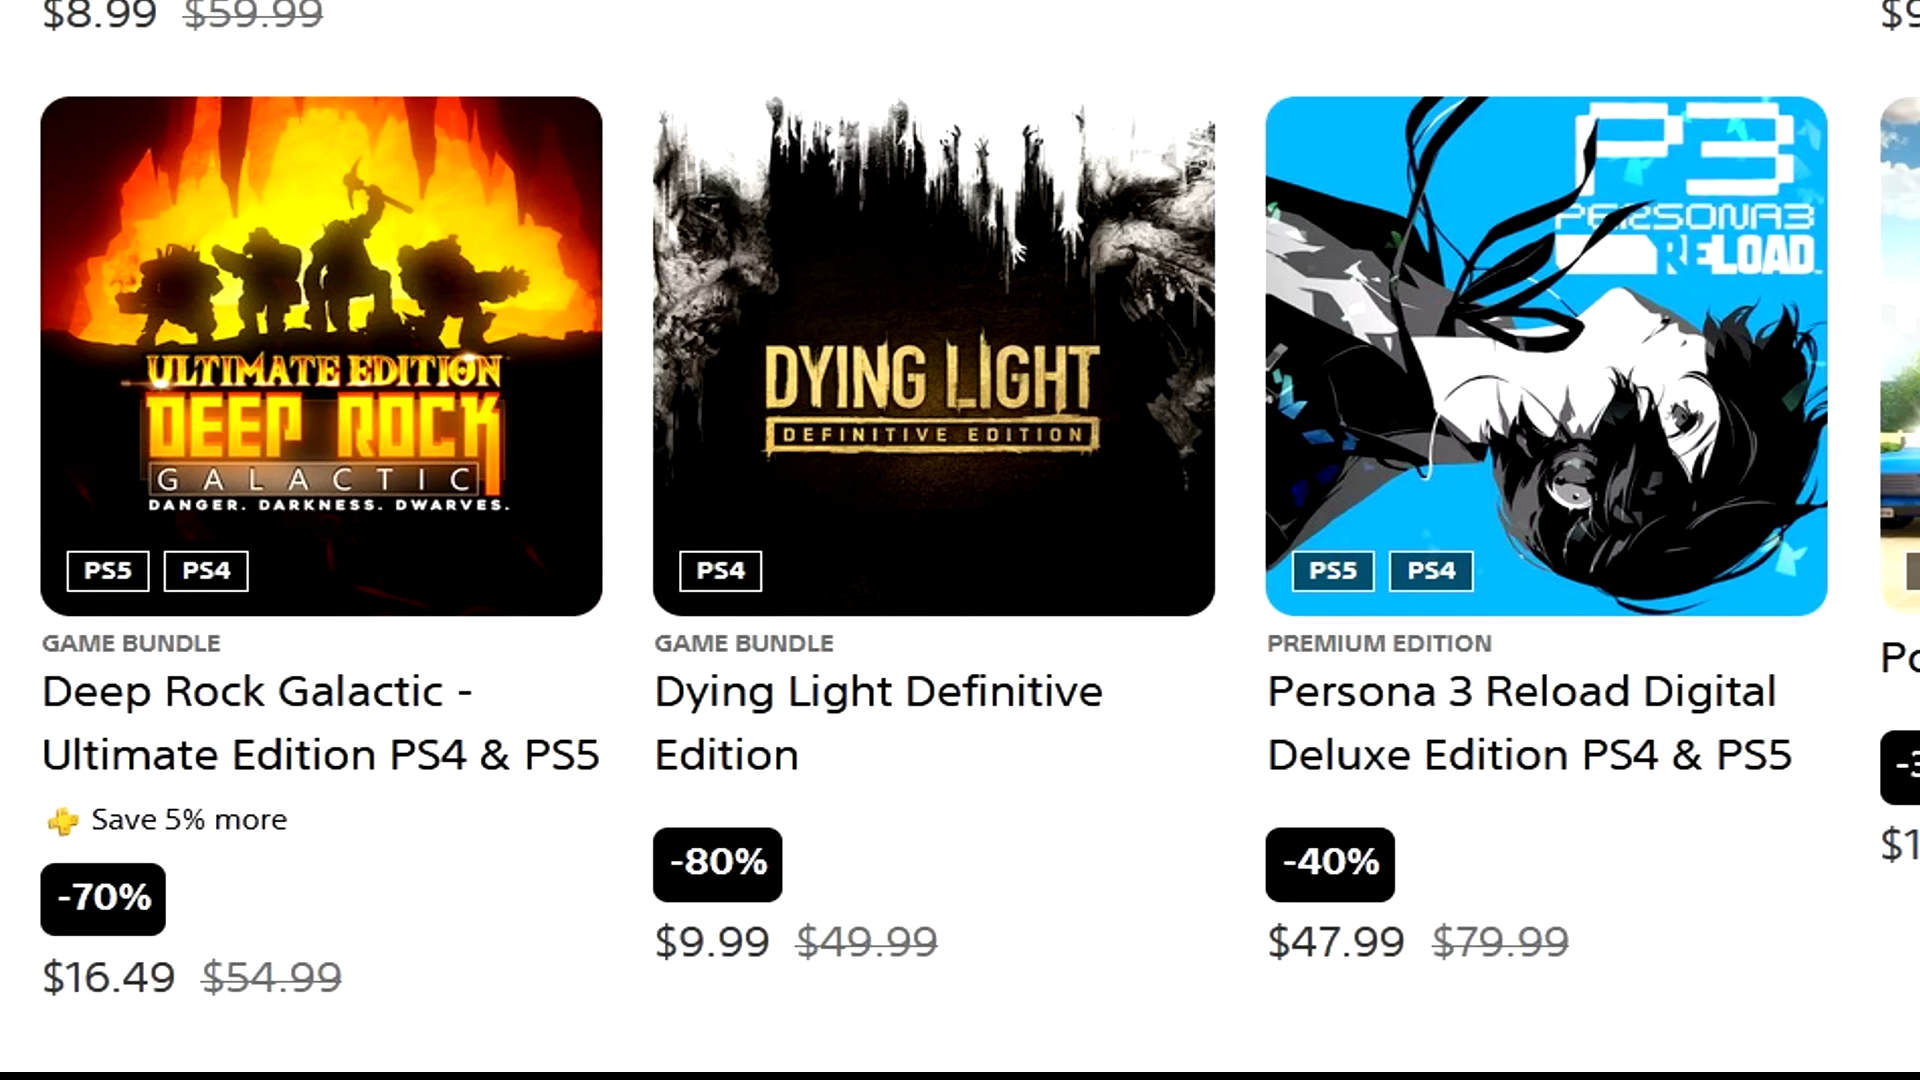 $8.99 $59.99
ULTIMATE EDITION
DEEP ROCK
GALACTIC
DANGER. DARKNESS. DWARVES.
PS5 PS4
GAME BUNDLE
Deep Rock Galactic -
Ultimate Edition PS4 & PS5
Save 5% more
-70%
$16.49 $54.99
DYING LIGHT
DEFINITIVE EDITION
PS4
GAME BUNDLE
Dying Light Definitive
Edition
-80%
$9.99 $49.99
P3
PERSONA3
RELOAD
PS5 PS4
PREMIUM EDITION
Persona 3 Reload Digital
Deluxe Edition PS4 & PS5
-40%
$47.99 $79.99